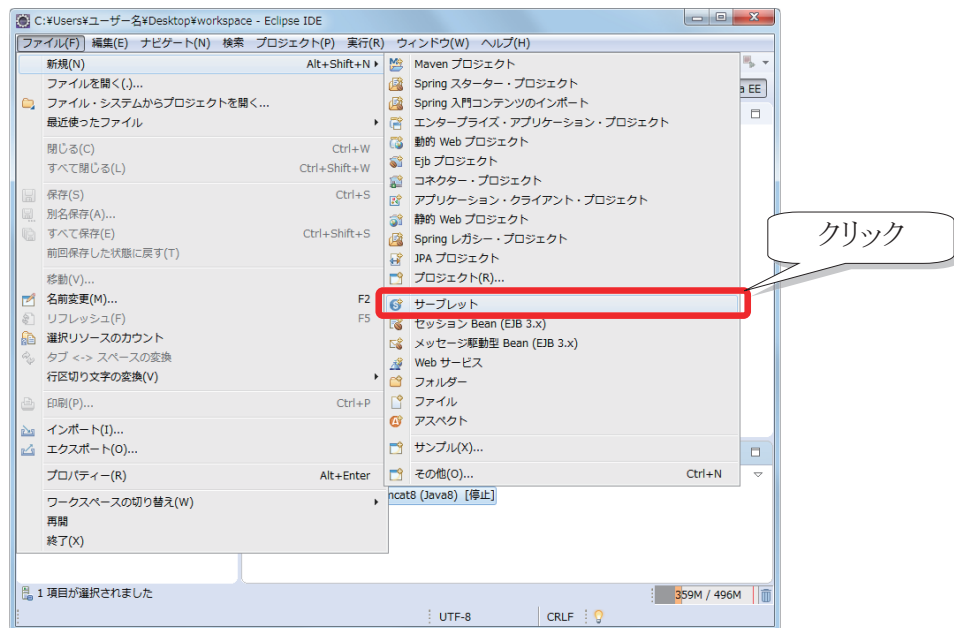 C:¥Users¥ユーザー名¥Desktop¥workspace - Eclipse IDE
ファイル(F) 編集(E) ナビゲート(N) 検索 プロジェクト(P) 実行(R) ウィンドウ(W) ヘルプ(H)
新規(N) Alt+Shift+N
ファイルを開く(.)...
ファイル・システムからプロジェクトを開く...
最近使ったファイル
閉じる(C) Ctrl+W
すべて閉じる(L) Ctrl+Shift+W
保存(S) Ctrl+S
別名保存(A)...
すべて保存(E) Ctrl+Shift+S
前回保存した状態に戻す(T)
移動(V)...
名前変更(M)... F2
リフレッシュ(F) F5
選択リソースのカウント
タブ <-> スペースの変換
行区切り文字の変換(V)
印刷(P)... Ctrl+P
インポート(I)...
エクスポート(O)...
プロパティー(R) Alt+Enter
ワークスペースの切り替え(W)
再開
終了(X)
Maven プロジェクト
Spring スターター・プロジェクト
Spring 入門コンテンツのインポート
エンタープライズ・アプリケーション・プロジェクト
動的 Web プロジェクト
Ejb プロジェクト
コネクター・プロジェクト
アプリケーション・クライアント・プロジェクト
静的 Web プロジェクト
Spring レガシー・プロジェクト
JPA プロジェクト
プロジェクト(R)...
サーブレット
セッション Bean (EJB 3.x)
メッセージ駆動型 Bean (EJB 3.x)
Web サービス
フォルダー
ファイル
アスペクト
サンプル(X)...
その他(O)... Ctrl+N
クリック
a EE
ncat8 (Java8) [停止]
1 項目が選択されました
359M / 496M
UTF-8 CRLF